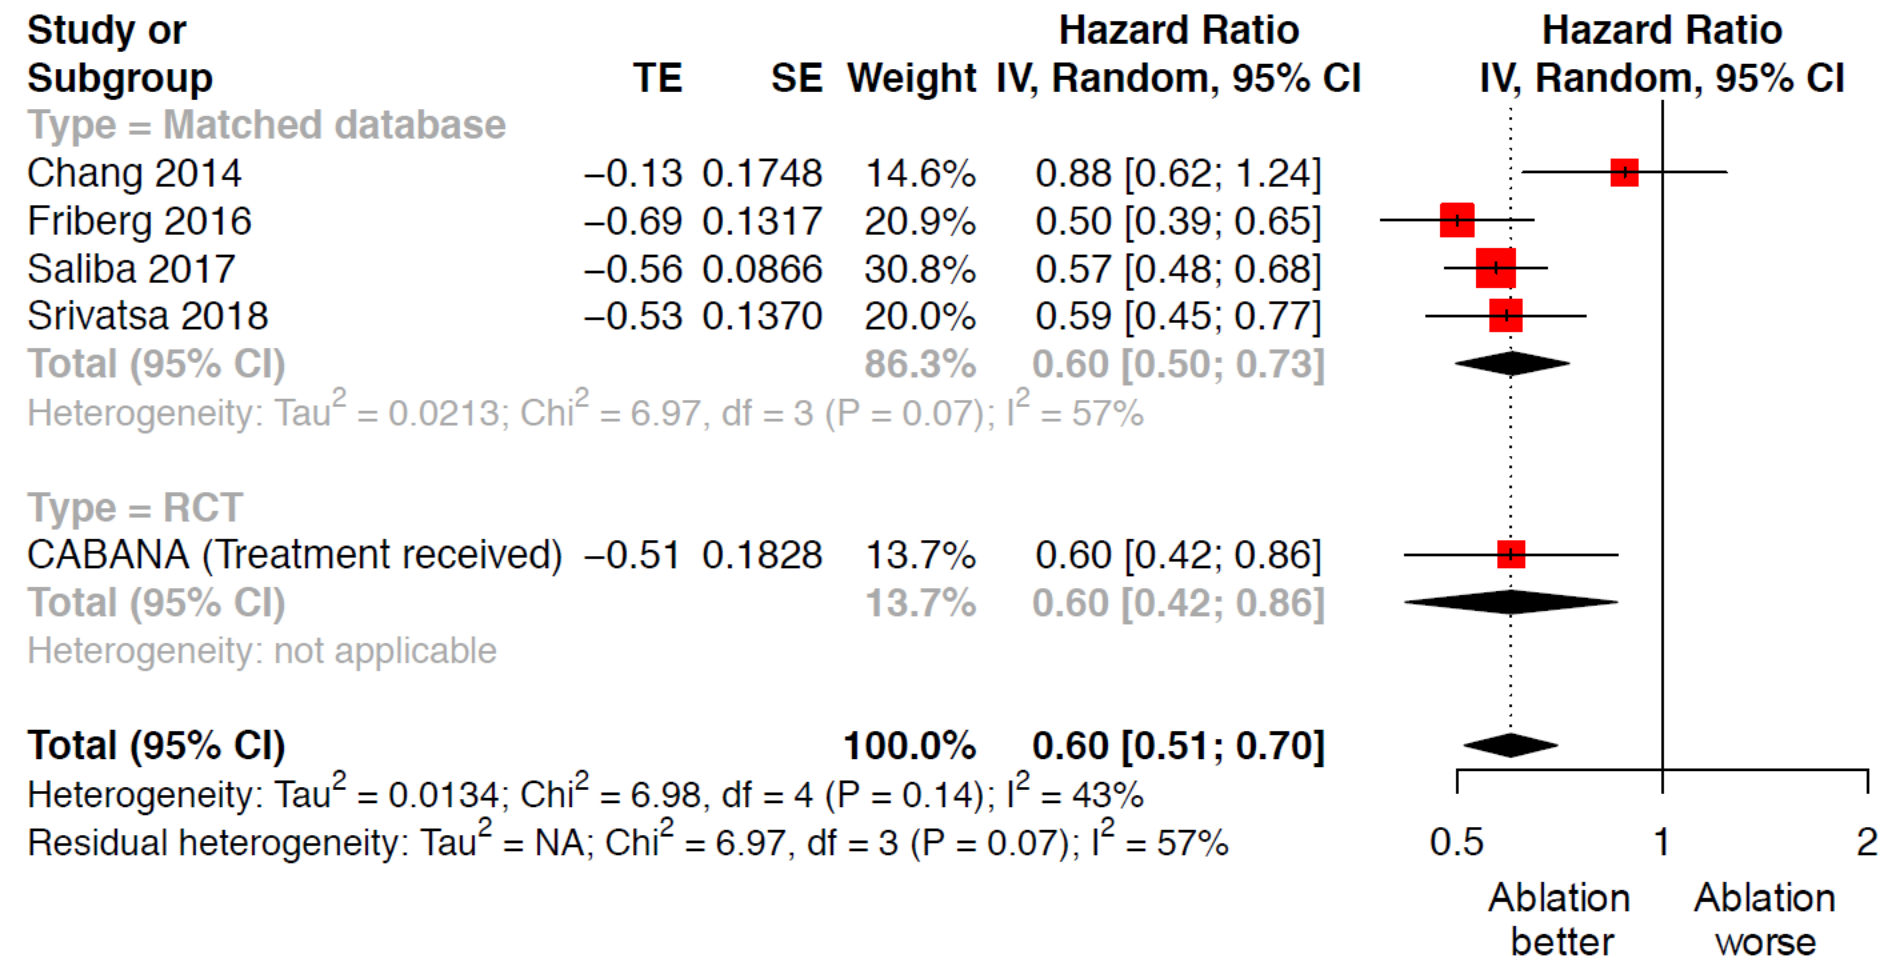 Study or Hazard Ratio Hazard Ratio
Subgroup TE SE Weight IV, Random, 95% CI IV, Random, 95% CI
Type = Matched database
Chang 2014 −0.13 0.1748 14.6% 0.88 [0.62; 1.24]
Friberg 2016 −0.69 0.1317 20.9% 0.50 [0.39; 0.65]
Saliba 2017 −0.56 0.0866 30.8% 0.57 [0.48; 0.68]
Srivatsa 2018 −0.53 0.1370 20.0% 0.59 [0.45; 0.77]
Total (95% CI) 86.3% 0.60 [0.50; 0.73]
Heterogeneity: Tau² = 0.0213; Chi² = 6.97, df = 3 (P = 0.07); I² = 57%
Type = RCT
CABANA (Treatment received) −0.51 0.1828 13.7% 0.60 [0.42; 0.86]
Total (95% CI) 13.7% 0.60 [0.42; 0.86]
Heterogeneity: not applicable
Total (95% CI) 100.0% 0.60 [0.51; 0.70]
Heterogeneity: Tau² = 0.0134; Chi² = 6.98, df = 4 (P = 0.14); I² = 43%
Residual heterogeneity: Tau² = NA; Chi² = 6.97, df = 3 (P = 0.07); I² = 57%
0.5 1 2
Ablation Ablation
better worse